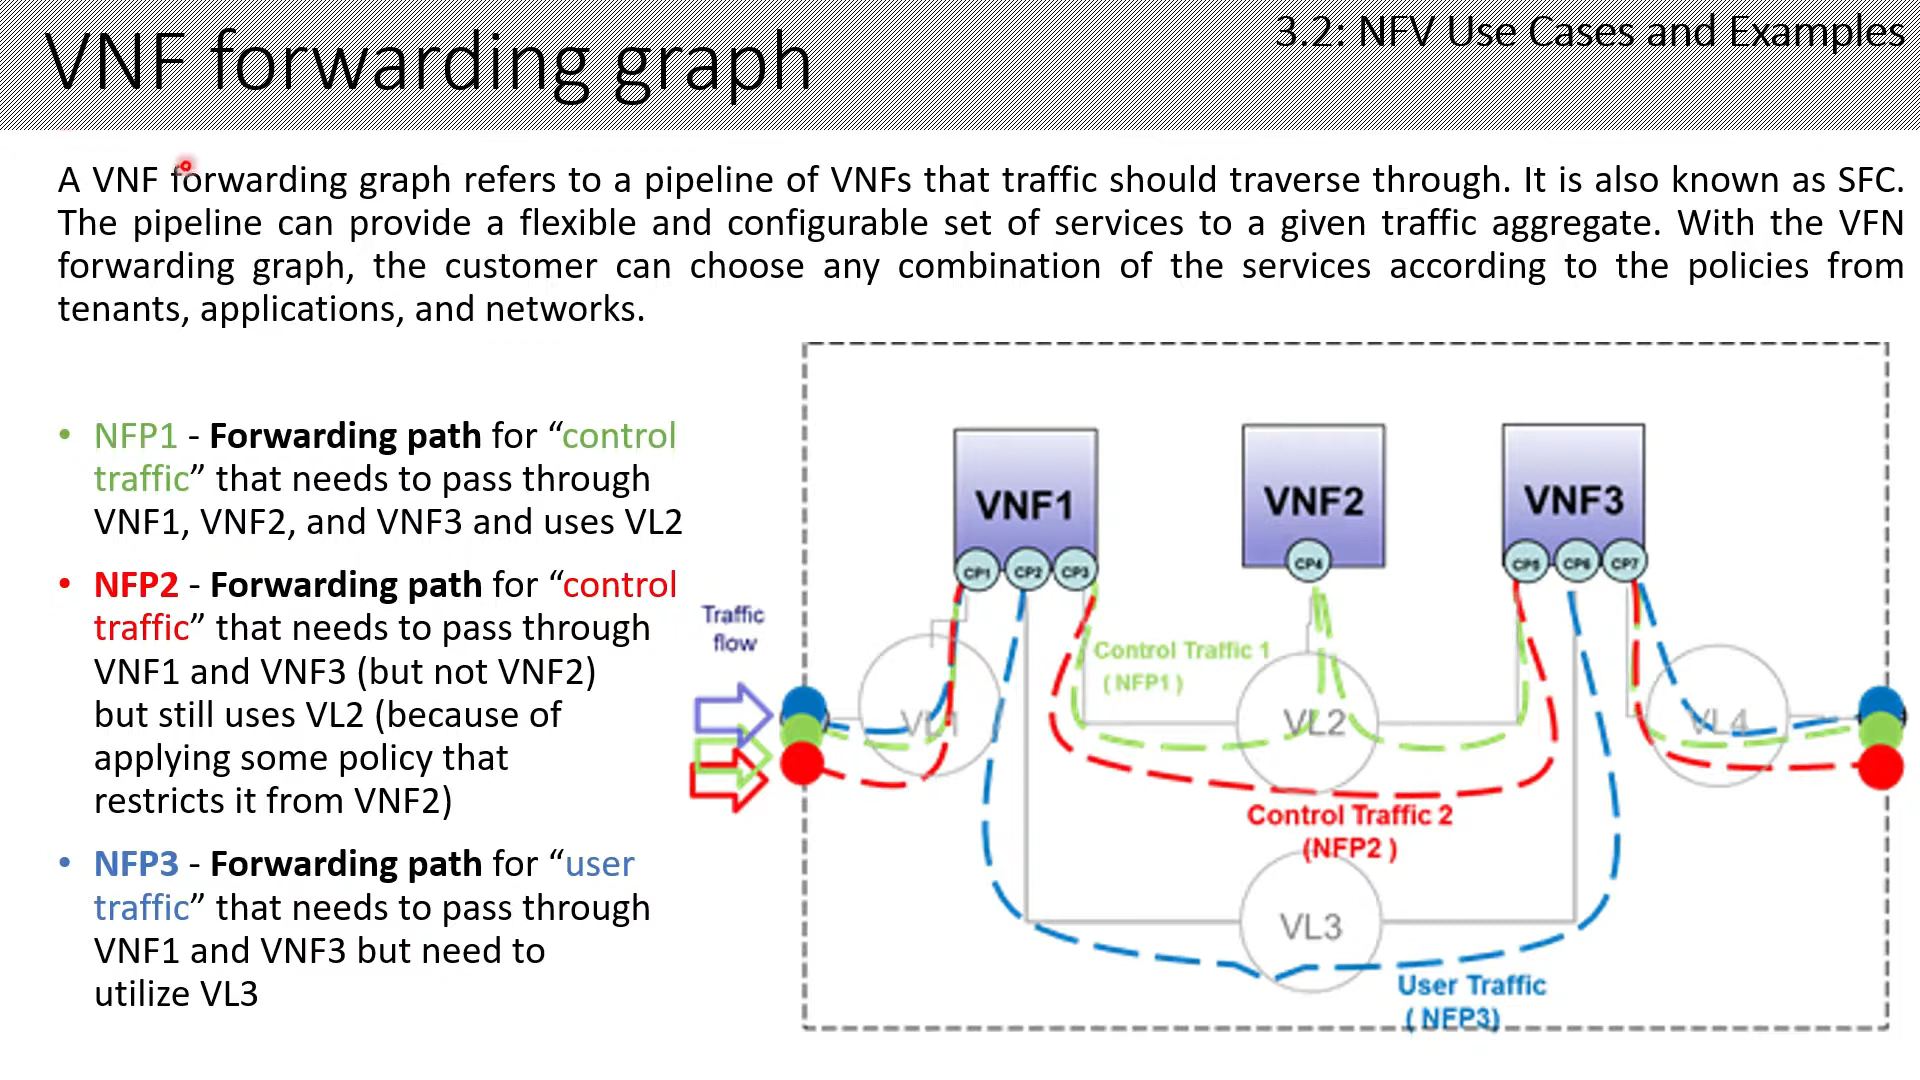 3.2: NFV Use Cases and Examples
VNF forwarding graph
A VNF forwarding graph refers to a pipeline of VNFs that traffic should traverse through. It is also known as SFC.
The pipeline can provide a flexible and configurable set of services to a given traffic aggregate. With the VFN
forwarding graph, the customer can choose any combination of the services according to the policies from
tenants, applications, and networks.
• NFP1 - Forwarding path for “control
traffic” that needs to pass through
VNF1, VNF2, and VNF3 and uses VL2
• NFP2 - Forwarding path for “control
traffic” that needs to pass through
VNF1 and VNF3 (but not VNF2)
but still uses VL2 (because of
applying some policy that
restricts it from VNF2)
• NFP3 - Forwarding path for “user
traffic” that needs to pass through
VNF1 and VNF3 but need to
utilize VL3
VNF1
VNF2
VNF3
CP1
CP2
CP3
CP4
CP5
CP6
CP7
Traffic
flow
Control Traffic 1
( NFP1 )
VL1
VL2
VL4
Control Traffic 2
(NFP2 )
VL3
User Traffic
( NFP3)